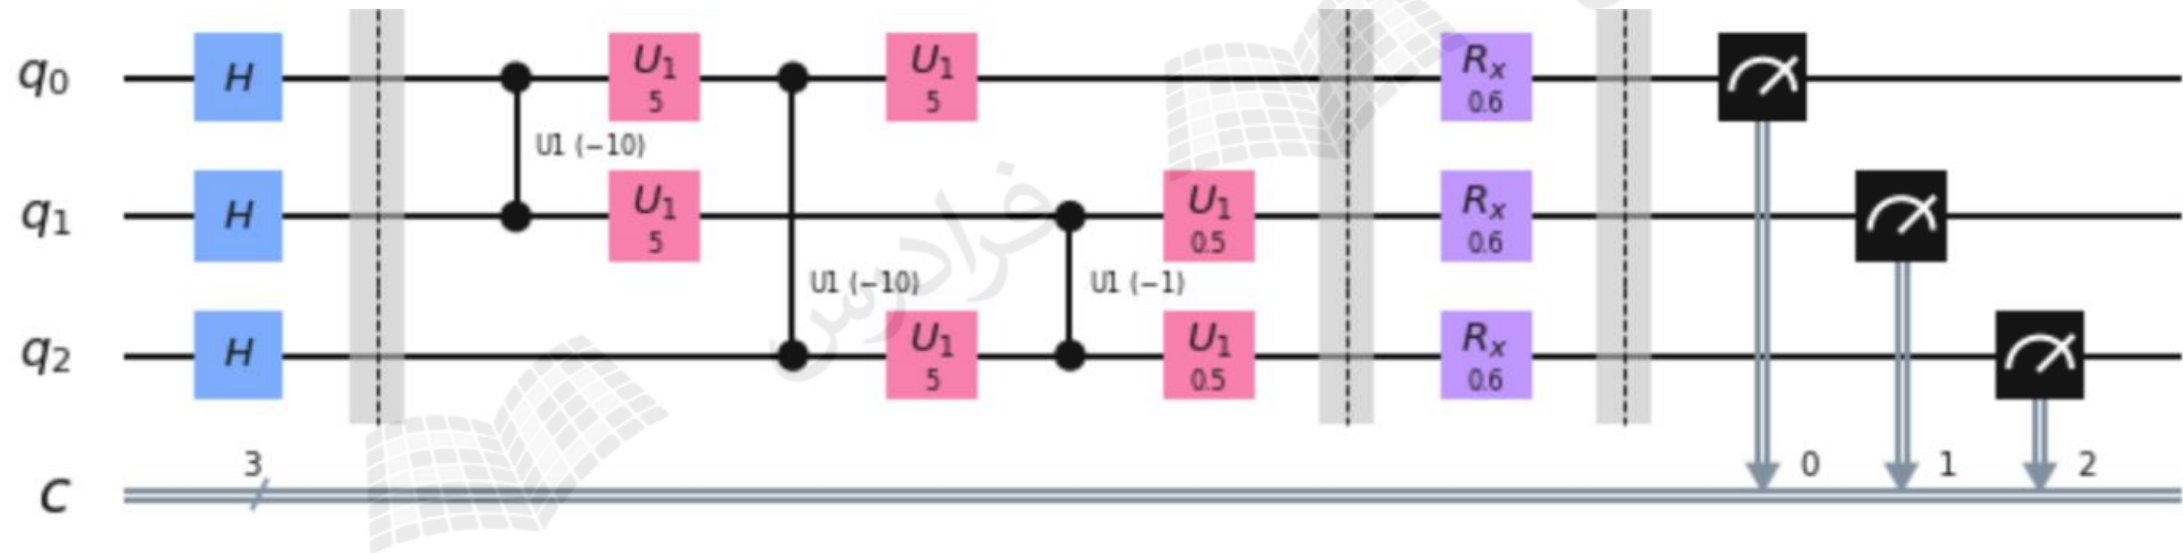 q0 H U1 5 U1 5 Rx 0.6
U1 (−10)
q1 H U1 5 U1 0.5 Rx 0.6
U1 (−10) U1 (−1)
q2 H U1 5 U1 0.5 Rx 0.6
فرادرس
C 3 0 1 2